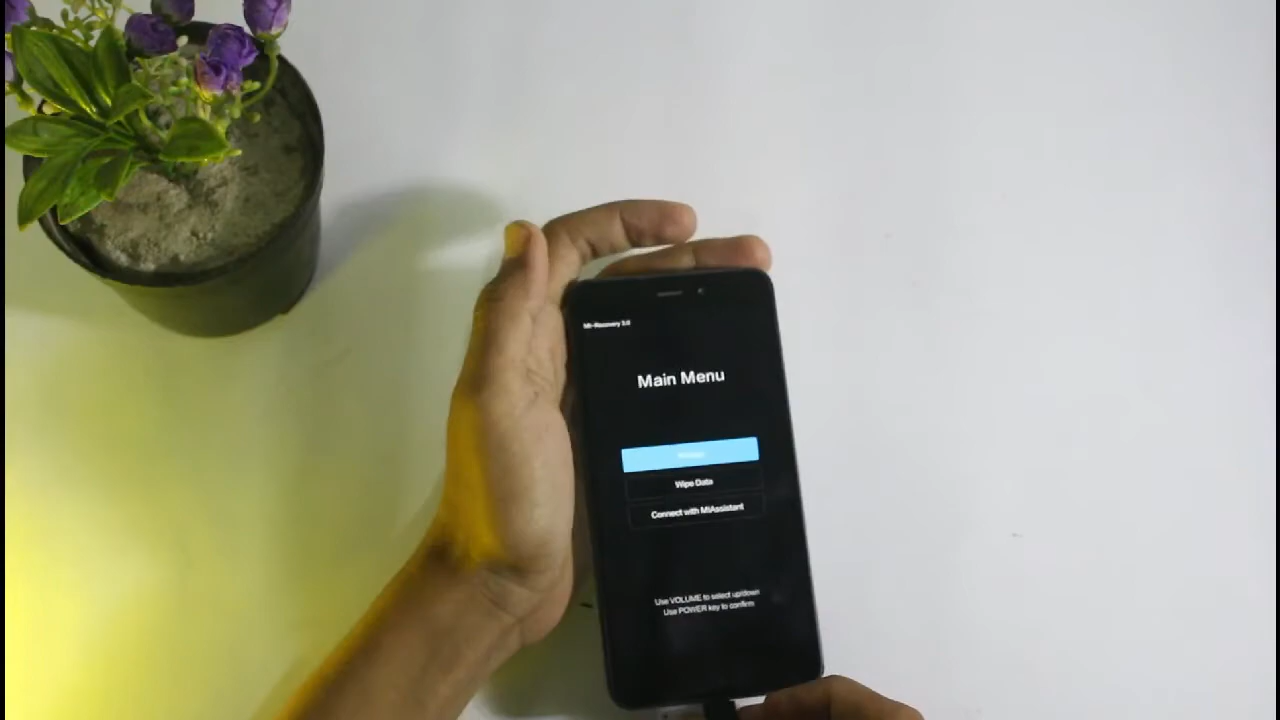 Mi-Recovery 3.0
Main Menu
Wipe Data
Connect with MIAssistant
Use VOLUME to select up/down
Use POWER key to confirm